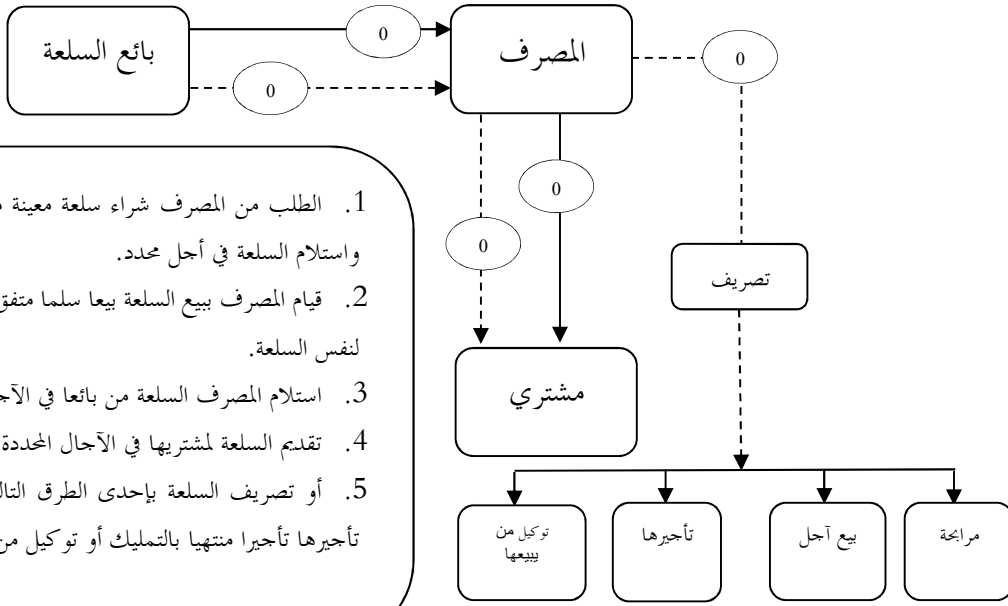 بائع السلعة
المصرف
0
0
0
0
0
تصريف
مشتري
مرابحة
بيع آجل
تأجيرها
توكيل من
يبيعها
1. الطلب من المصرف شراء سلعة معينة
واستلام السلعة في أجل محدد.
2. قيام المصرف ببيع السلعة بيعا سلما متفق
لنفس السلعة.
3. استلام المصرف السلعة من بائعا في
4. تقديم السلعة لمشتريها في الآجال المحددة
5. أو تصريف السلعة بإحدى الطرق
تأجيرها تأجيرا منتهيا بالتمليك أو توكيل من